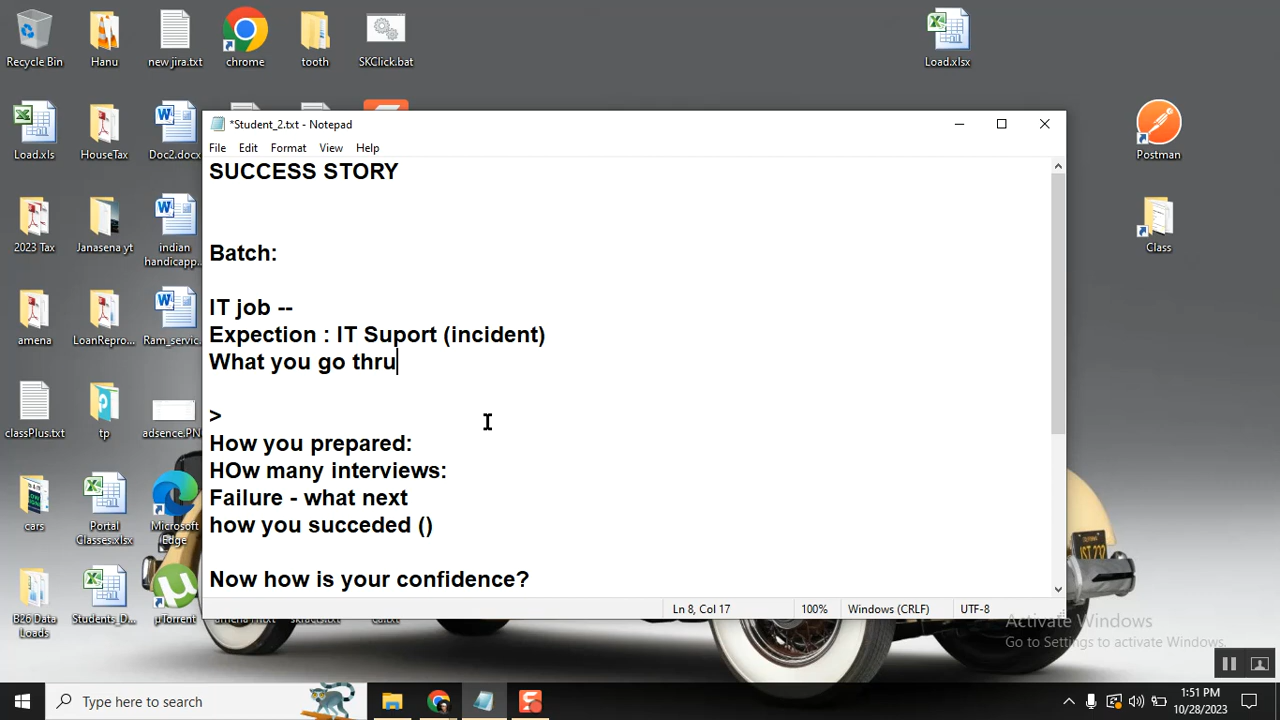 Recycle Bin
Hanu
new jira.txt
chrome
tooth
SKClick.bat
Load.xlsx
Load.xls
HouseTax
Doc2.docx
Postman
2023 Tax
Janasena yt
indian
handicapp...
Class
amena
LoanRepro...
Ram_servic...
classPlus.txt
tp
adsence.PN
cars
Portal
Classes.xlsx
Microsoft
Edge
B26 Data
Loads
Students_D...
µTorrent
*Student_2.txt - Notepad
File Edit Format View Help
SUCCESS STORY
Batch:
IT job --
Expection : IT Suport (incident)
What you go thru
>
How you prepared:
HOw many interviews:
Failure - what next
how you succeded ()
Now how is your confidence?
Ln 8, Col 17 100% Windows (CRLF) UTF-8
Activate Windows
Go to Settings to activate Windows.
Type here to search
1:51 PM
10/28/2023